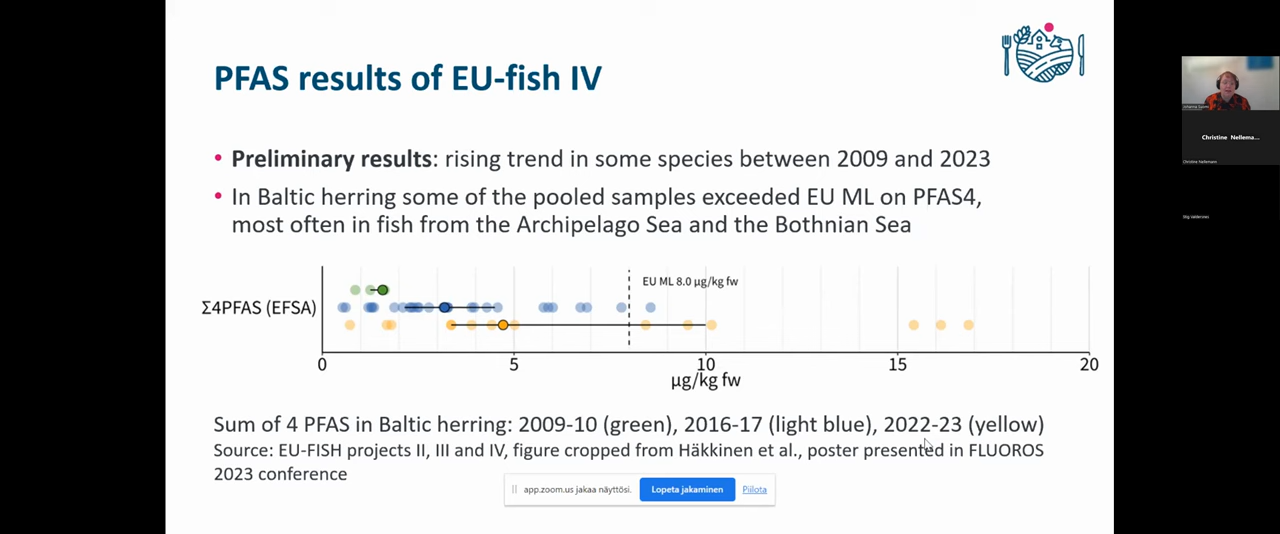 PFAS results of EU-fish IV
• Preliminary results: rising trend in some species between 2009 and 2023
• In Baltic herring some of the pooled samples exceeded EU ML on PFAS4,
most often in fish from the Archipelago Sea and the Bothnian Sea
EU ML 8.0 µg/kg fw
Σ4PFAS (EFSA)
0 5 10 15 20
µg/kg fw
Sum of 4 PFAS in Baltic herring: 2009-10 (green), 2016-17 (light blue), 2022-23 (yellow)
Source: EU-FISH projects II, III and IV, figure cropped from Häkkinen et al., poster presented in FLUOROS
2023 conference
app.zoom.us jakaa näyttösi.
Lopeta jakaminen
Piilota
Christine Nellema...
Christine Nellemann